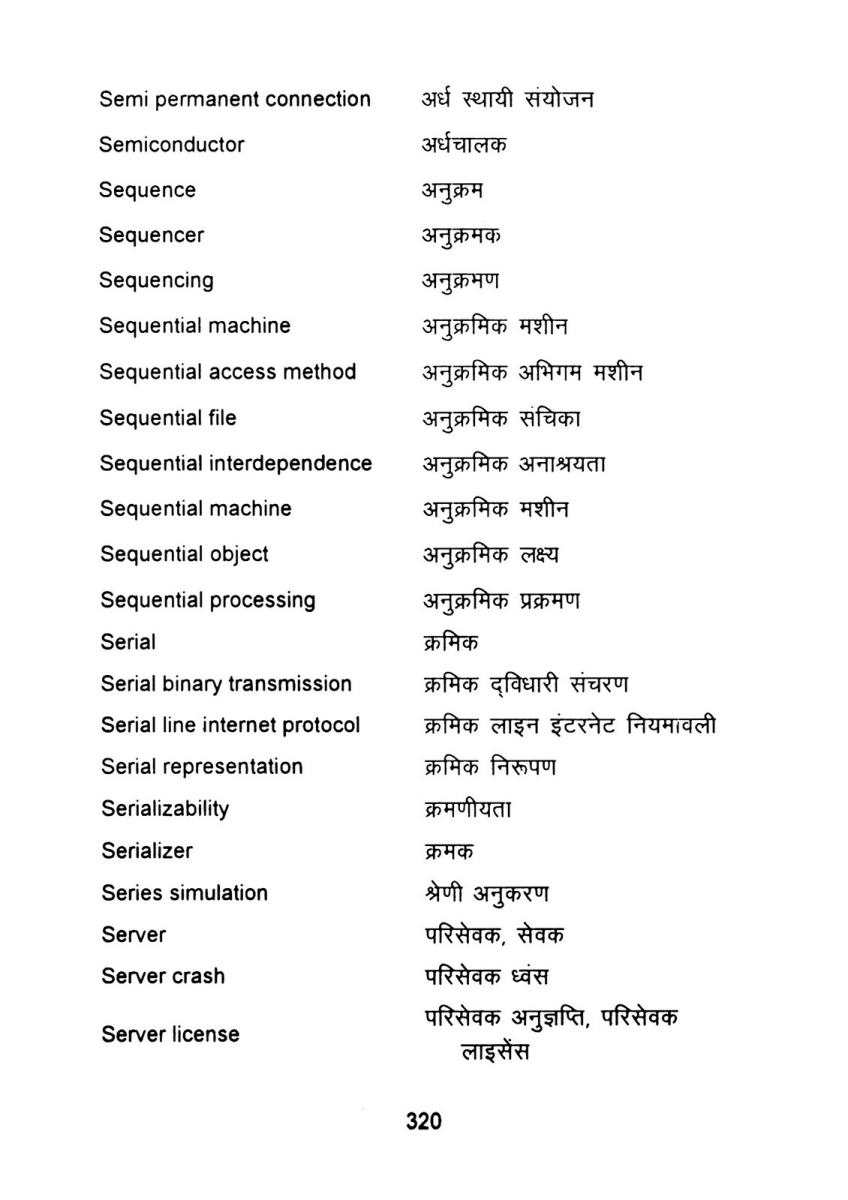 Semi permanent connection अर्ध स्थायी संयोजन
Semiconductor अर्धचालक
Sequence अनुक्रम
Sequencer अनुक्रमक
Sequencing अनुक्रमण
Sequential machine अनुक्रमिक मशीन
Sequential access method अनुक्रमिक अभिगम मशीन
Sequential file अनुक्रमिक संचिका
Sequential interdependence अनुक्रमिक अनाश्रयता
Sequential machine अनुक्रमिक मशीन
Sequential object अनुक्रमिक लक्ष्य
Sequential processing अनुक्रमिक प्रक्रमण
Serial क्रमिक
Serial binary transmission क्रमिक द्विधारी संचरण
Serial line internet protocol क्रमिक लाइन इंटरनेट नियमावली
Serial representation क्रमिक निरूपण
Serializability क्रमणीयता
Serializer क्रमक
Series simulation श्रेणी अनुकरण
Server परिसेवक, सेवक
Server crash परिसेवक ध्वंस
Server license परिसेवक अनुज्ञप्ति, परिसेवक
लाइसेंस
320